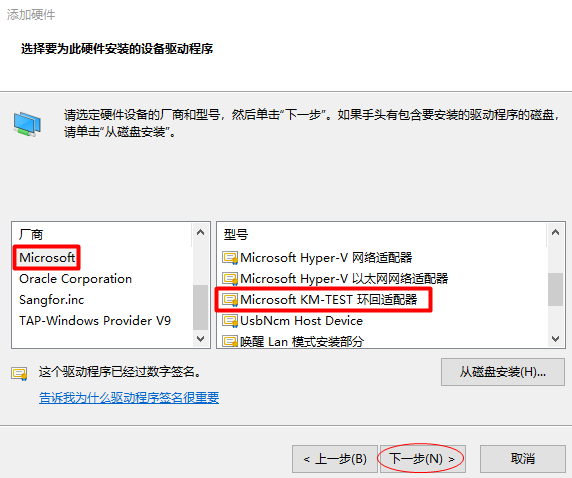 添加硬件
选择要为此硬件安装的设备驱动程序
请选定硬件设备的厂商和型号，然后单击“下一步”。如果手头有包含要安装的驱动程序的磁盘，
请单击“从磁盘安装”。
厂商
Microsoft
Oracle Corporation
Sangfor.inc
TAP-Windows Provider V9
型号
Microsoft Hyper-V 网络适配器
Microsoft Hyper-V 以太网网络适配器
Microsoft KM-TEST 环回适配器
UsbNcm Host Device
唤醒 Lan 模式安装部分
这个驱动程序已经过数字签名。
告诉我为什么驱动程序签名很重要
从磁盘安装(H)...
< 上一步(B)
下一步(N) >
取消